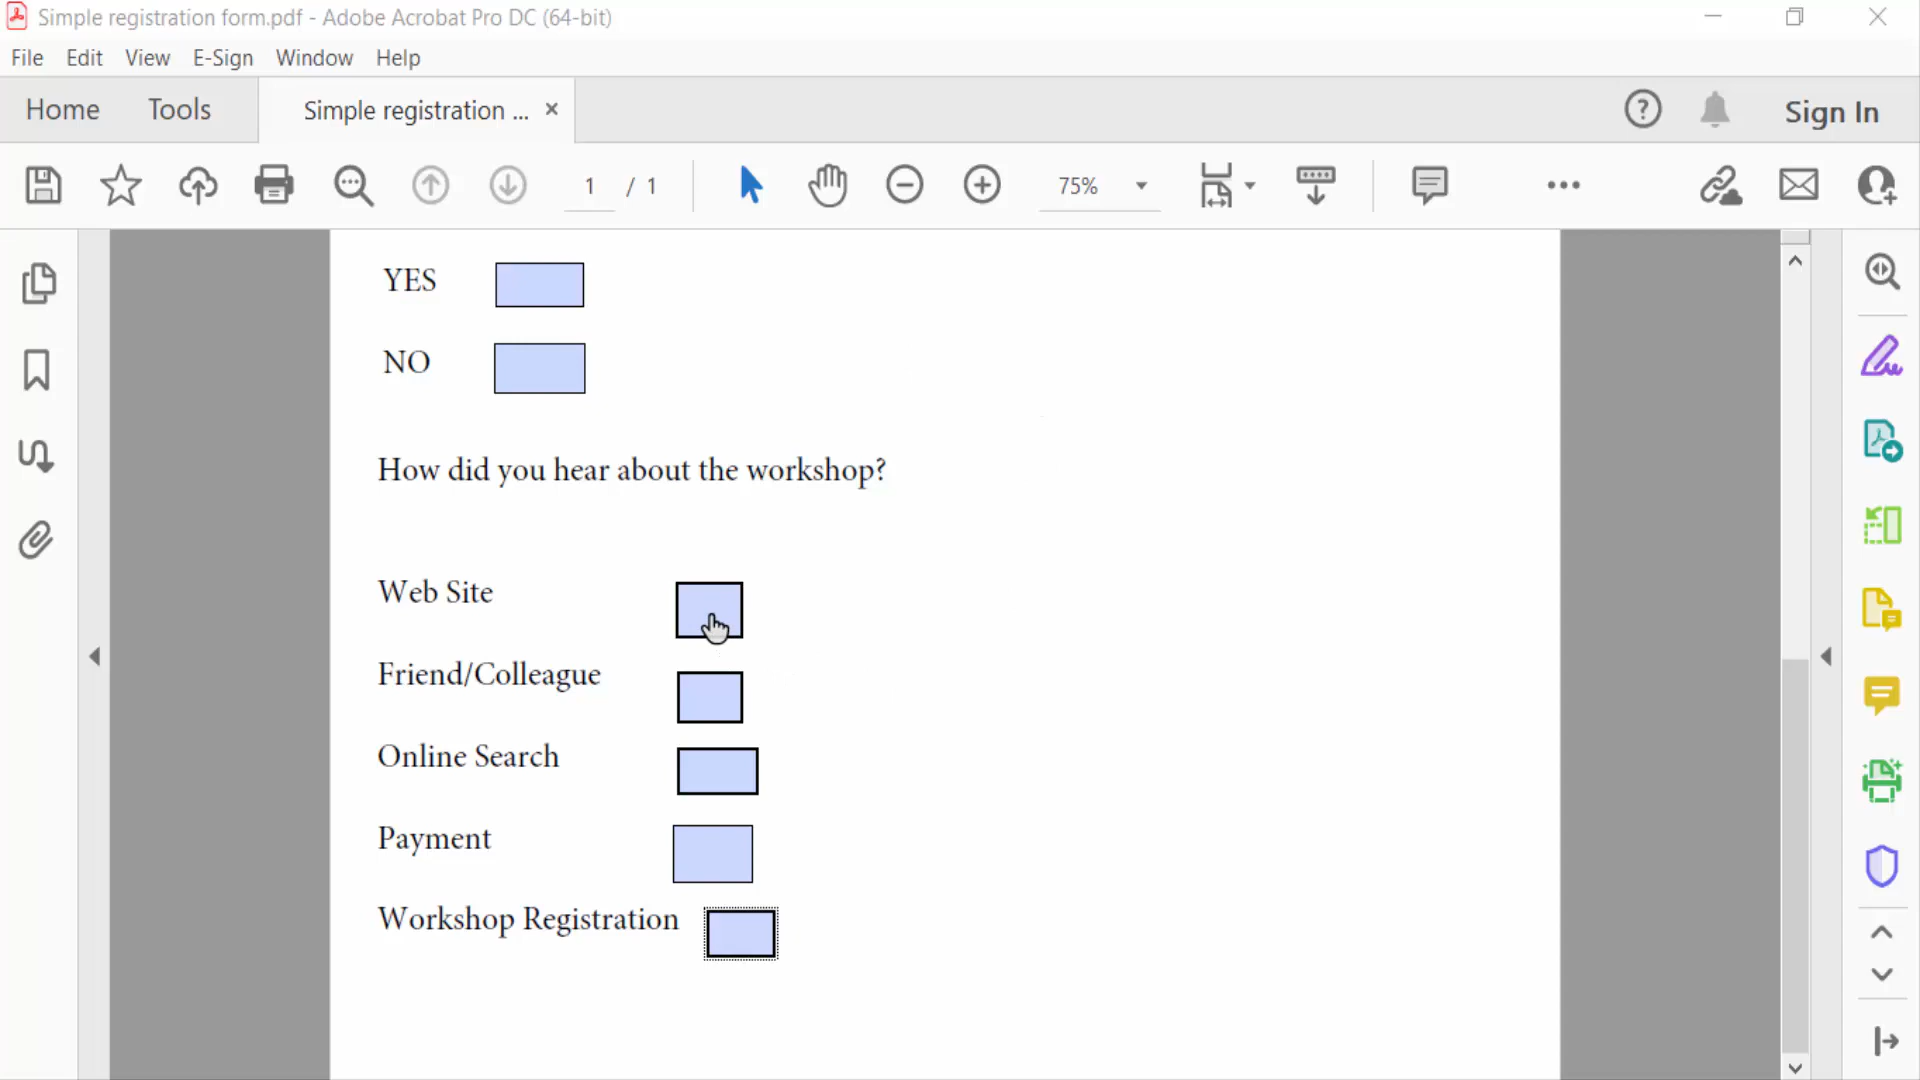 Simple registration form.pdf - Adobe Acrobat Pro DC (64-bit)
File Edit View E-Sign Window Help
Home Tools Simple registration ... Sign In
1 / 1 75%
YES
NO
How did you hear about the workshop?
Web Site
Friend/Colleague
Online Search
Payment
Workshop Registration